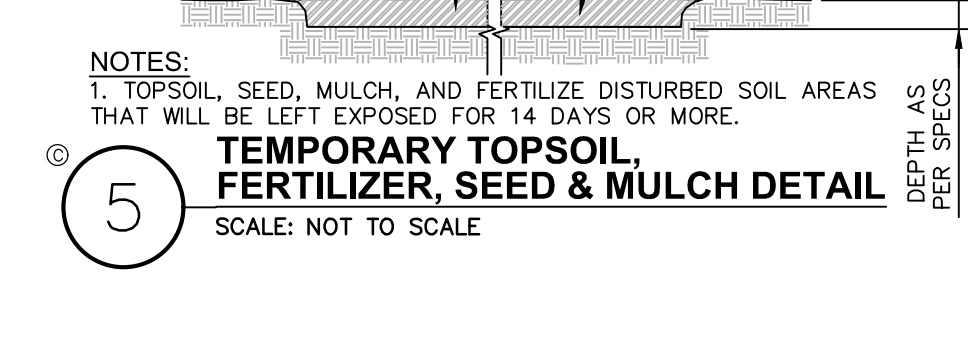 NOTES:
1. TOPSOIL, SEED, MULCH, AND FERTILIZE DISTURBED SOIL AREAS
THAT WILL BE LEFT EXPOSED FOR 14 DAYS OR MORE.
©
5
TEMPORARY TOPSOIL,
FERTILIZER, SEED & MULCH DETAIL
SCALE: NOT TO SCALE
DEPTH AS
PER SPECS